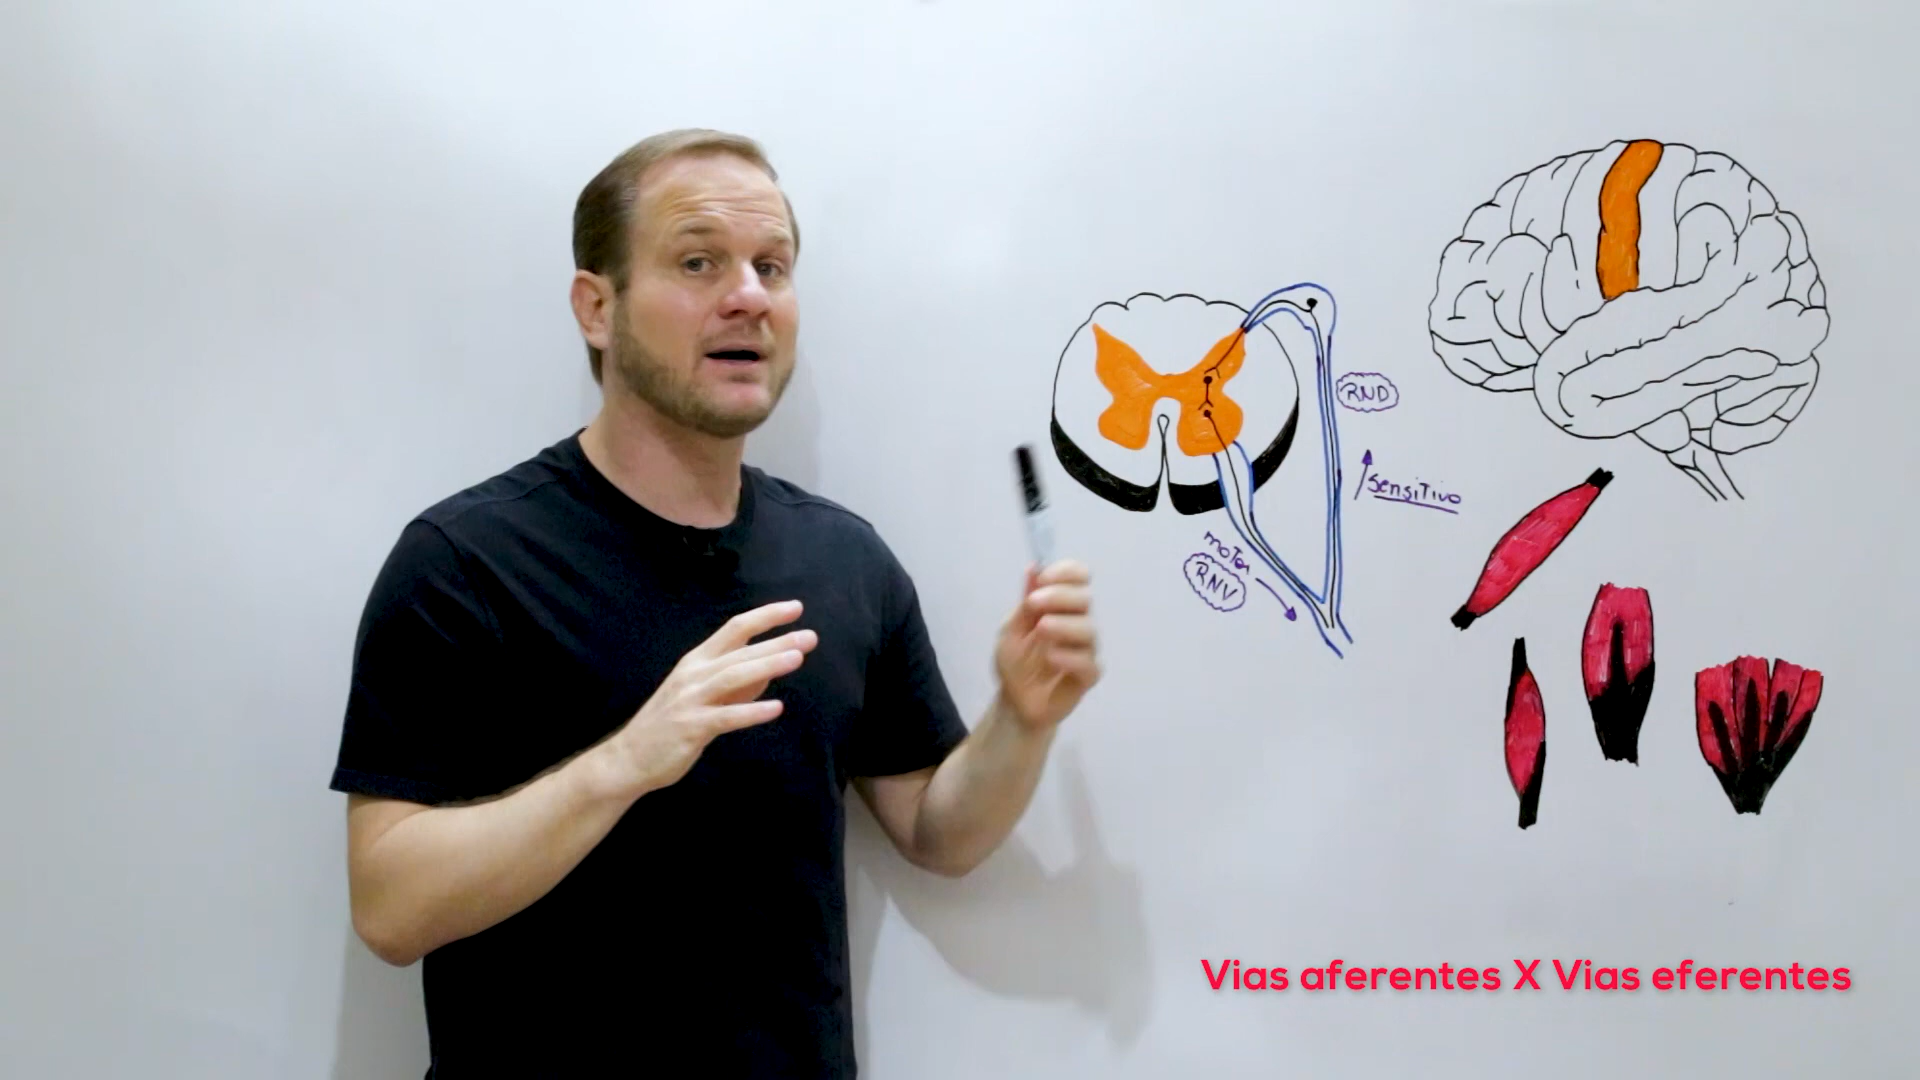 RND
Sensitivo
motor
RNV
Vias aferentes X Vias eferentes